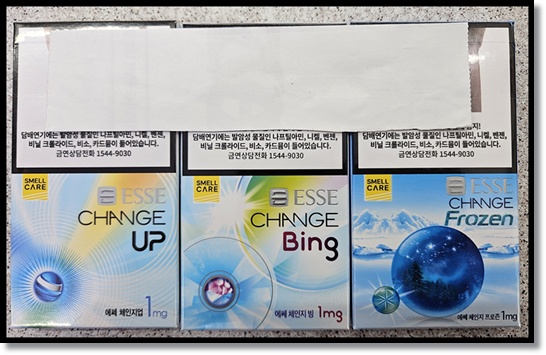 담배연기에는 발암성 물질인 나프틸아민, 니켈, 벤젠,
비닐 크롤라이드, 비소, 카드뮴이 들어있습니다.
금연상담전화 1544-9030
SMELL
CARE
ESSE
CHANGE
UP
에쎄 체인지업 1mg
담배연기에는 발암성 물질인 나프틸아민, 니켈, 벤젠,
비닐 크롤라이드, 비소, 카드뮴이 들어있습니다.
금연상담전화 1544-9030
SMELL
CARE
ESSE
CHANGE
Bing
에쎄 체인지 빙 1mg
담배연기에는 발암성 물질인 나프틸아민, 니켈, 벤젠,
비닐 크롤라이드, 비소, 카드뮴이 들어있습니다.
금연상담전화 1544-9030
SMELL
CARE
ESSE
CHANGE
Frozen
에쎄 체인지 프로즌 1mg